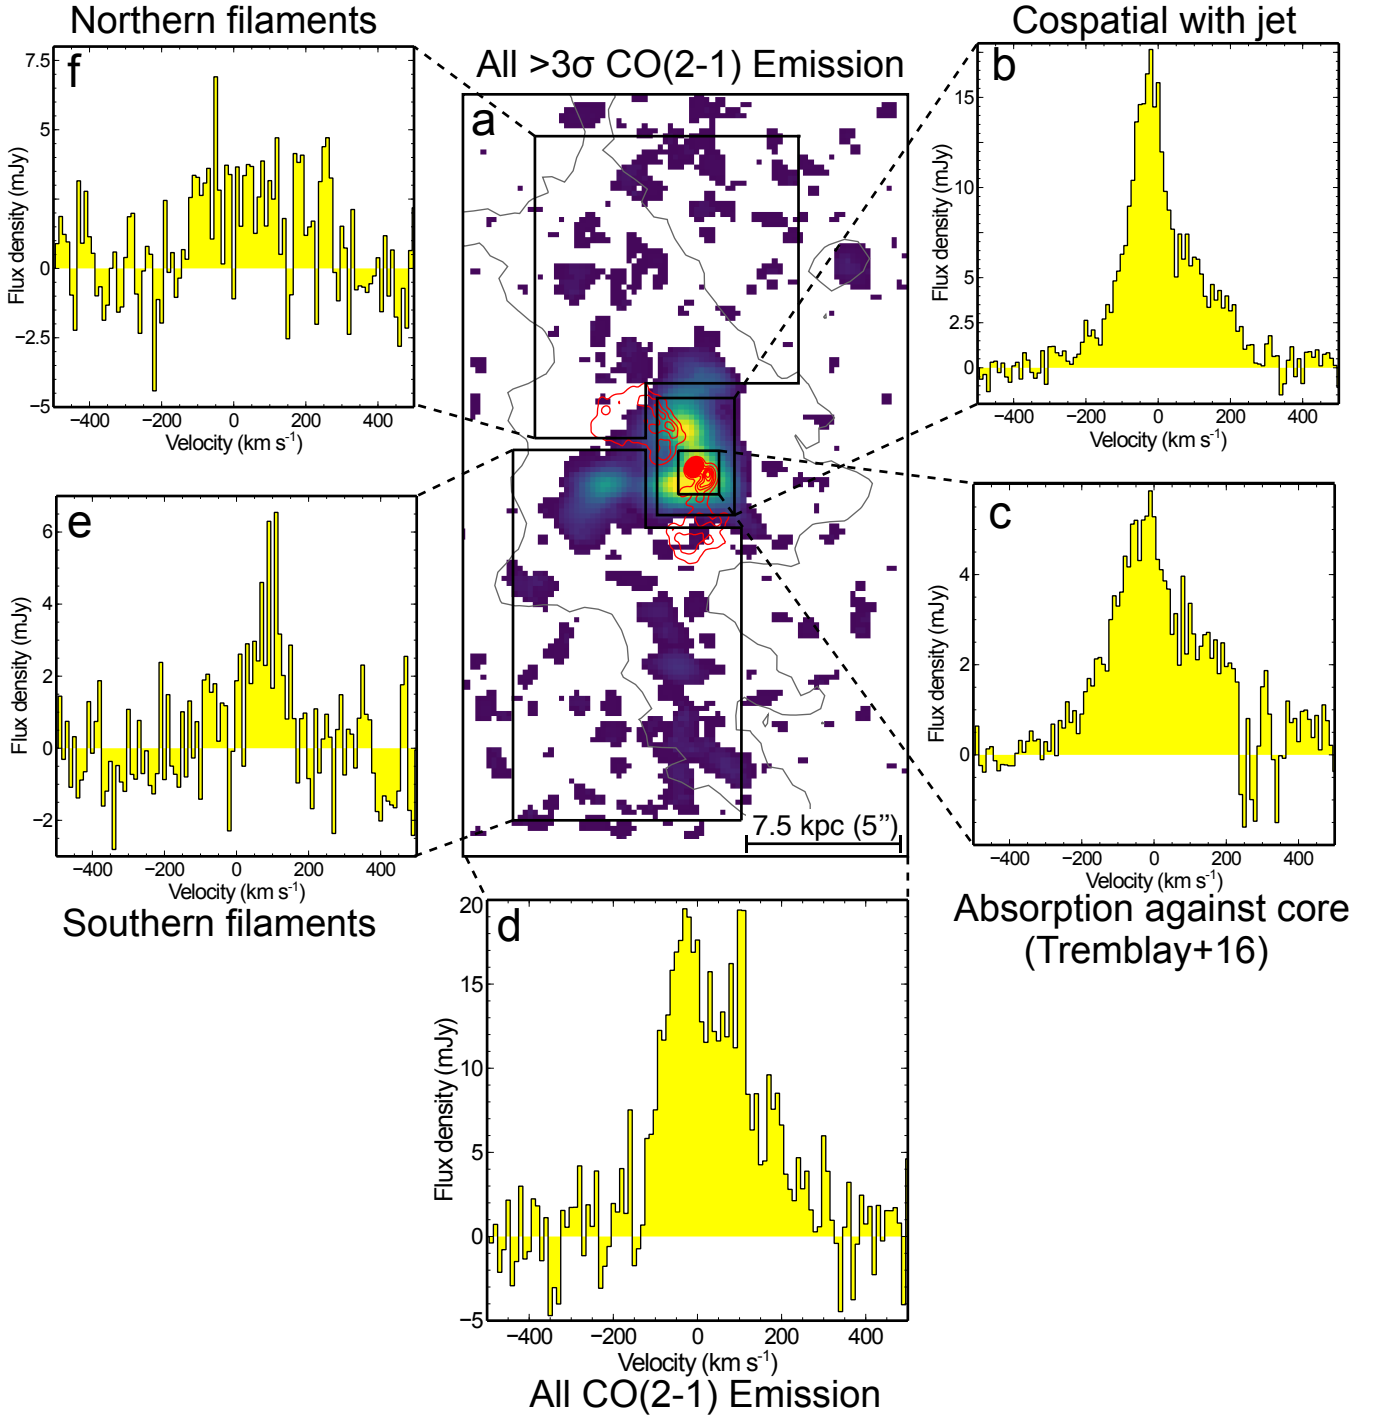 Northern filaments
Cospatial with jet
All >3σ CO(2-1) Emission
f
7.5
5
2.5
0
−2.5
−5
Flux density (mJy)
−400 −200 0 200 400
Velocity (km s-1)
a
7.5 kpc (5”)
b
15
10
5
2.5
0
Flux density (mJy)
−400 −200 0 200 400
Velocity (km s-1)
e
6
4
2
0
−2
Flux density (mJy)
−400 −200 0 200 400
Velocity (km s-1)
Southern filaments
c
4
2
0
Flux density (mJy)
−400 −200 0 200 400
Velocity (km s-1)
Absorption against core
(Tremblay+16)
d
20
15
10
5
0
−5
Flux density (mJy)
−400 −200 0 200 400
Velocity (km s-1)
All CO(2-1) Emission